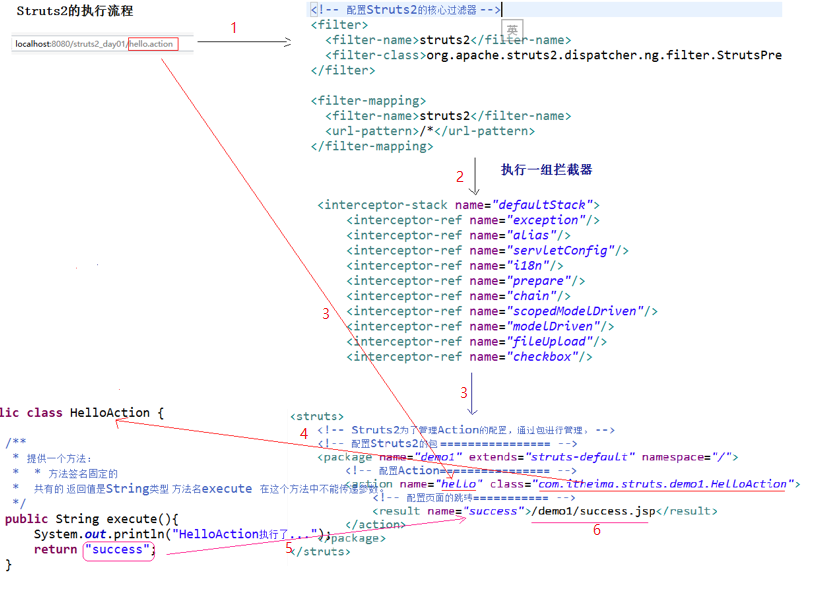 Struts2的执行流程
localhost:8080/struts2_day01/hello.action
1
<!-- 配置Struts2的核心过滤器 -->
英
<filter>
<filter-name>struts2</filter-name>
<filter-class>org.apache.struts2.dispatcher.ng.filter.StrutsPre
</filter>
<filter-mapping>
<filter-name>struts2</filter-name>
<url-pattern>/*</url-pattern>
</filter-mapping>
2
执行一组拦截器
<interceptor-stack name="defaultStack">
<interceptor-ref name="exception"/>
<interceptor-ref name="alias"/>
<interceptor-ref name="servletConfig"/>
<interceptor-ref name="i18n"/>
<interceptor-ref name="prepare"/>
<interceptor-ref name="chain"/>
<interceptor-ref name="scopedModelDriven"/>
<interceptor-ref name="modelDriven"/>
<interceptor-ref name="fileUpload"/>
<interceptor-ref name="checkbox"/>
3
3
<struts>
<!-- Struts2为了管理Action的配置，通过包进行管理。 -->
<!-- 配置Struts2的包================ -->
<package name="demo1" extends="struts-default" namespace="/">
<!-- 配置Action================ -->
<action name="hello" class="com.itheima.struts.demo1.HelloAction">
<!-- 配置页面的跳转=========== -->
<result name="success">/demo1/success.jsp</result>
</action>
</package>
</struts>
4
5
6
lic class HelloAction {
/**
* 提供一个方法：
* * 方法签名固定的
* 共有的 返回值是String类型 方法名execute 在这个方法中不能传递参数。
*/
public String execute(){
System.out.println("HelloAction执行了...");
return "success";
}